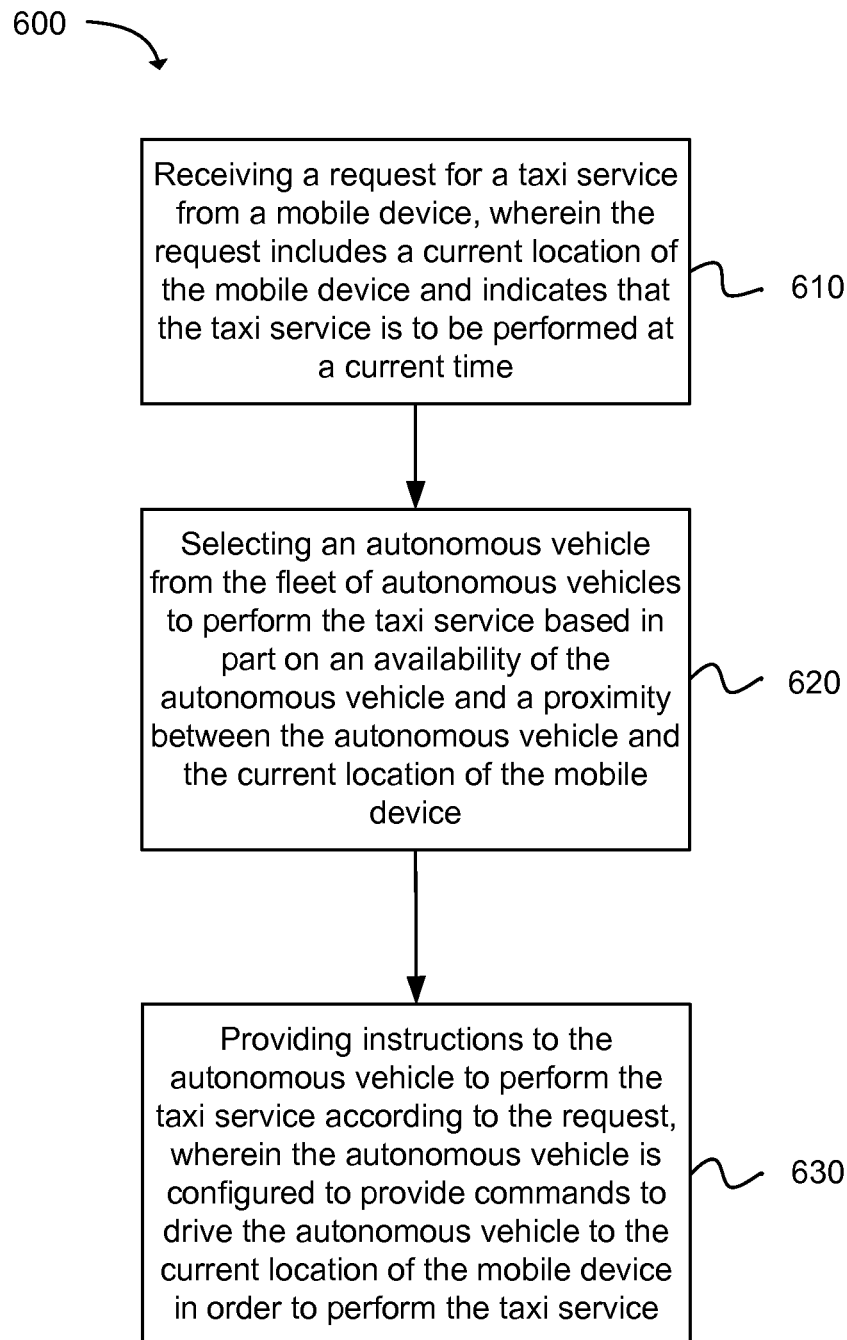 600
Receiving a request for a taxi service
from a mobile device, wherein the
request includes a current location of
the mobile device and indicates that
the taxi service is to be performed at
a current time
610
Selecting an autonomous vehicle
from the fleet of autonomous vehicles
to perform the taxi service based in
part on an availability of the
autonomous vehicle and a proximity
between the autonomous vehicle and
the current location of the mobile
device
620
Providing instructions to the
autonomous vehicle to perform the
taxi service according to the request,
wherein the autonomous vehicle is
configured to provide commands to
drive the autonomous vehicle to the
current location of the mobile device
in order to perform the taxi service
630